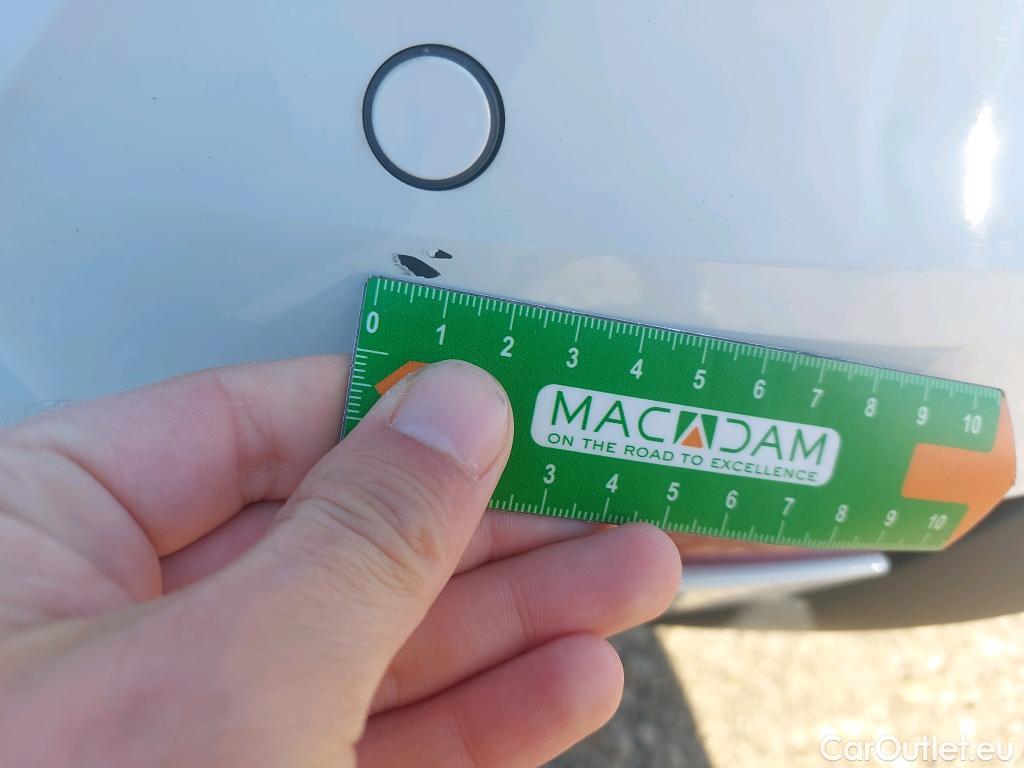 0 1 2 3 4 5 6 7 8 9 10
MACADAM
ON THE ROAD TO EXCELLENCE
3 4 5 6 7 8 9 10
CarOutlet.eu